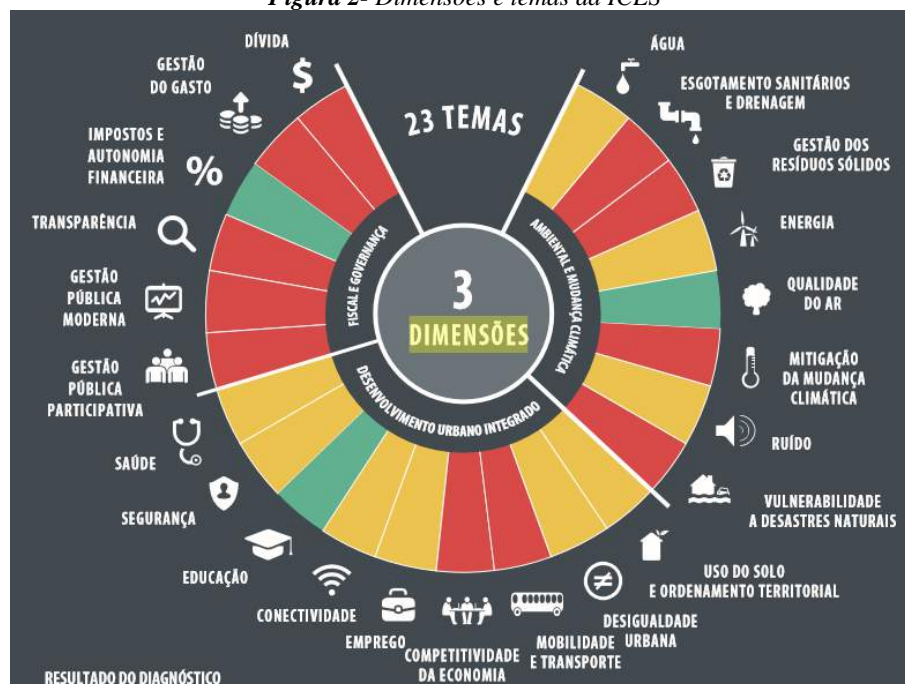 Figura 2- Dimensões e temas da ICES
23 TEMAS
3
DIMENSÕES
AMBIENTAL E MUDANÇA CLIMÁTICA
DESENVOLVIMENTO URBANO INTEGRADO
FISCAL E GOVERNANÇA
ÁGUA
ESGOTAMENTO SANITÁRIOS
E DRENAGEM
GESTÃO DOS
RESÍDUOS SÓLIDOS
ENERGIA
QUALIDADE
DO AR
MITIGAÇÃO
DA MUDANÇA
CLIMÁTICA
RUÍDO
VULNERABILIDADE
A DESASTRES NATURAIS
USO DO SOLO
E ORDENAMENTO TERRITORIAL
DESIGUALDADE
URBANA
MOBILIDADE
E TRANSPORTE
COMPETITIVIDADE
DA ECONOMIA
EMPREGO
CONECTIVIDADE
EDUCAÇÃO
SEGURANÇA
SAÚDE
GESTÃO
PÚBLICA
PARTICIPATIVA
GESTÃO
PÚBLICA
MODERNA
TRANSPARÊNCIA
IMPOSTOS E
AUTONOMIA
FINANCEIRA
%
GESTÃO
DO GASTO
DÍVIDA
$
RESULTADO DO DIAGNÓSTICO